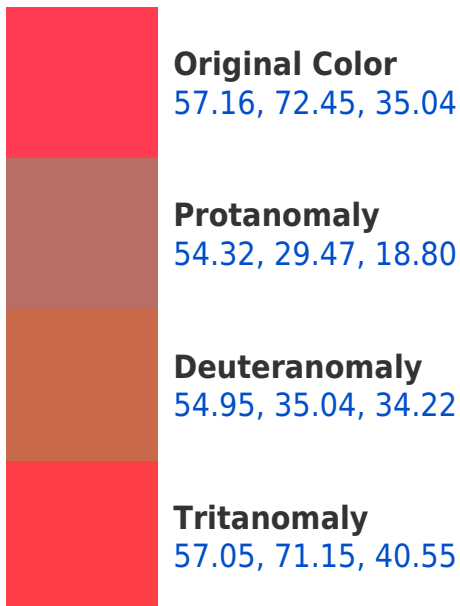 Original Color
57.16, 72.45, 35.04
Protanomaly
54.32, 29.47, 18.80
Deuteranomaly
54.95, 35.04, 34.22
Tritanomaly
57.05, 71.15, 40.55